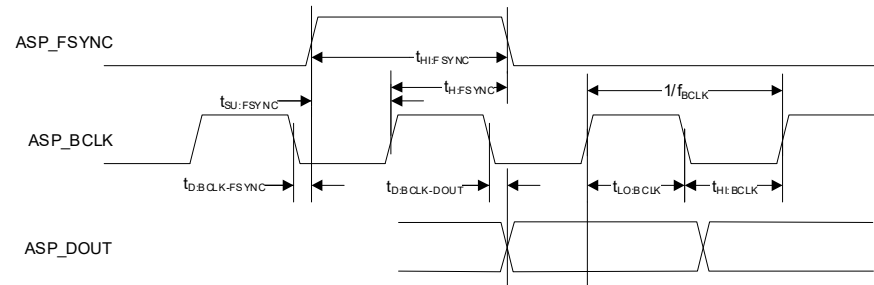 ASP_FSYNC
tHI:FSYNC
tH:FSYNC
tSU:FSYNC
1/fBCLK
ASP_BCLK
tD:BCLK-FSYNC
tD:BCLK-DOUT
tLO:BCLK
tHI:BCLK
ASP_DOUT